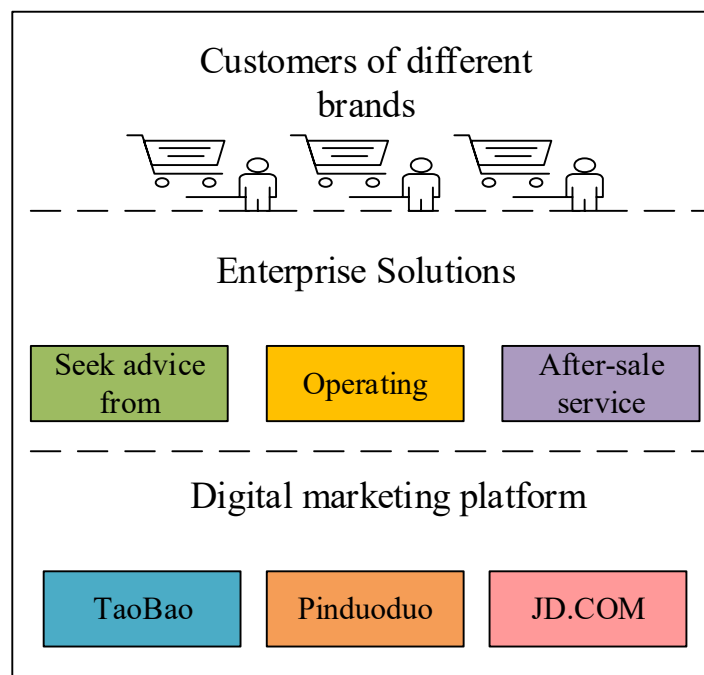 Customers of different
brands
Enterprise Solutions
Seek advice
from
Operating
After-sale
service
Digital marketing platform
TaoBao
Pinduoduo
JD.COM